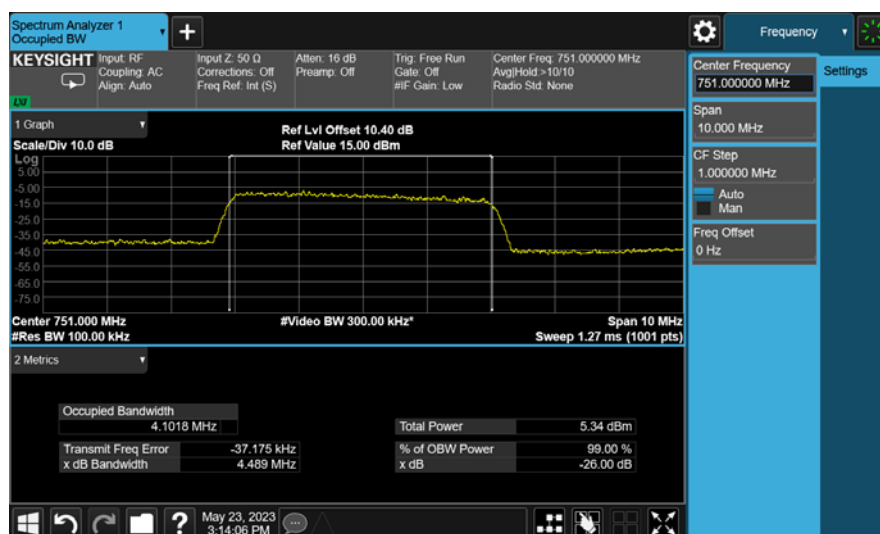 Spectrum Analyzer 1
Occupied BW
+
Frequency
KEYSIGHT
Input: RF
Coupling: AC
Align: Auto
Input Z: 50 Ω
Corrections: Off
Freq Ref: Int (S)
Atten: 16 dB
Preamp: Off
Trig: Free Run
Gate: Off
#IF Gain: Low
Center Freq: 751.000000 MHz
Avg|Hold:>10/10
Radio Std: None
LXI
Center Frequency
751.000000 MHz
Settings
Span
10.000 MHz
CF Step
1.000000 MHz
Auto
Man
Freq Offset
0 Hz
1 Graph
Scale/Div 10.0 dB
Ref Lvl Offset 10.40 dB
Ref Value 15.00 dBm
Log
5.00
-5.00
-15.0
-25.0
-35.0
-45.0
-55.0
-65.0
-75.0
Center 751.000 MHz
#Video BW 300.00 kHz*
Span 10 MHz
#Res BW 100.00 kHz
Sweep 1.27 ms (1001 pts)
2 Metrics
Occupied Bandwidth
4.1018 MHz
Total Power 5.34 dBm
Transmit Freq Error -37.175 kHz
% of OBW Power 99.00 %
x dB Bandwidth 4.489 MHz
x dB -26.00 dB
?
May 23, 2023
3:14:06 PM